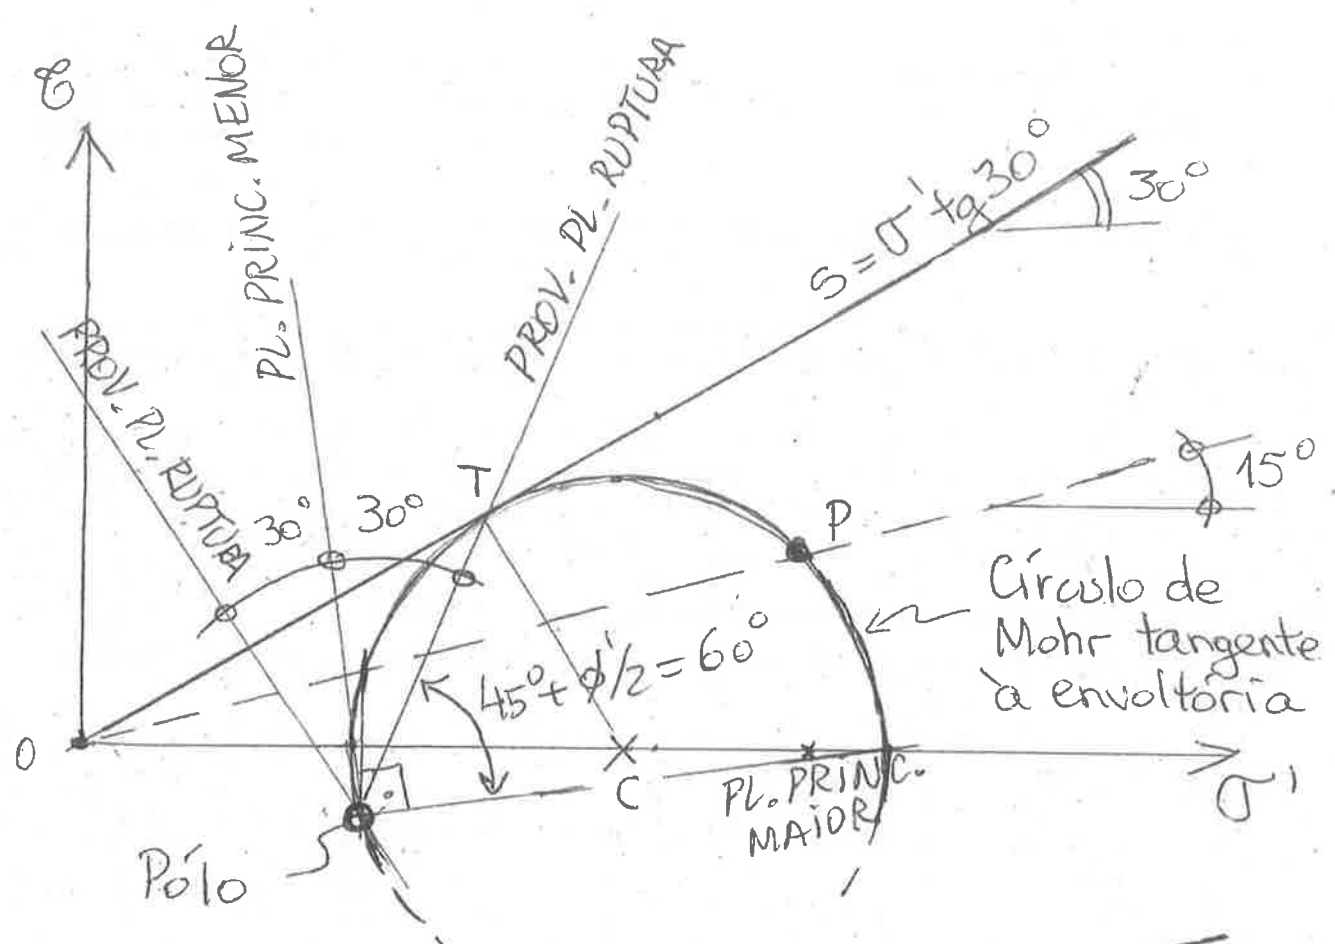 τ
PL. PRINC. MENOR
PROV. PL. RUPTURA
S = σ' tg 30°
30°
PROV. PL. RUPTURA
30°
30°
T
P
15°
Círculo de
Mohr tangente
à envoltória
45° + φ'/2 = 60°
O
C
PL. PRINC.
MAIOR
σ'
Pólo